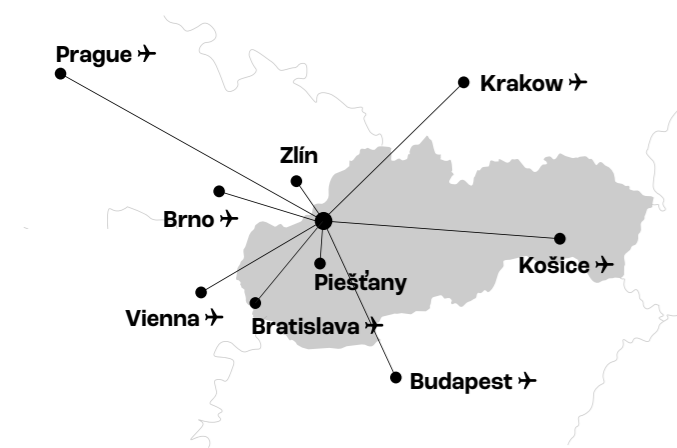 Prague ✈
Krakow ✈
Zlín
Brno ✈
Košice ✈
Piešťany
Vienna ✈
Bratislava ✈
Budapest ✈